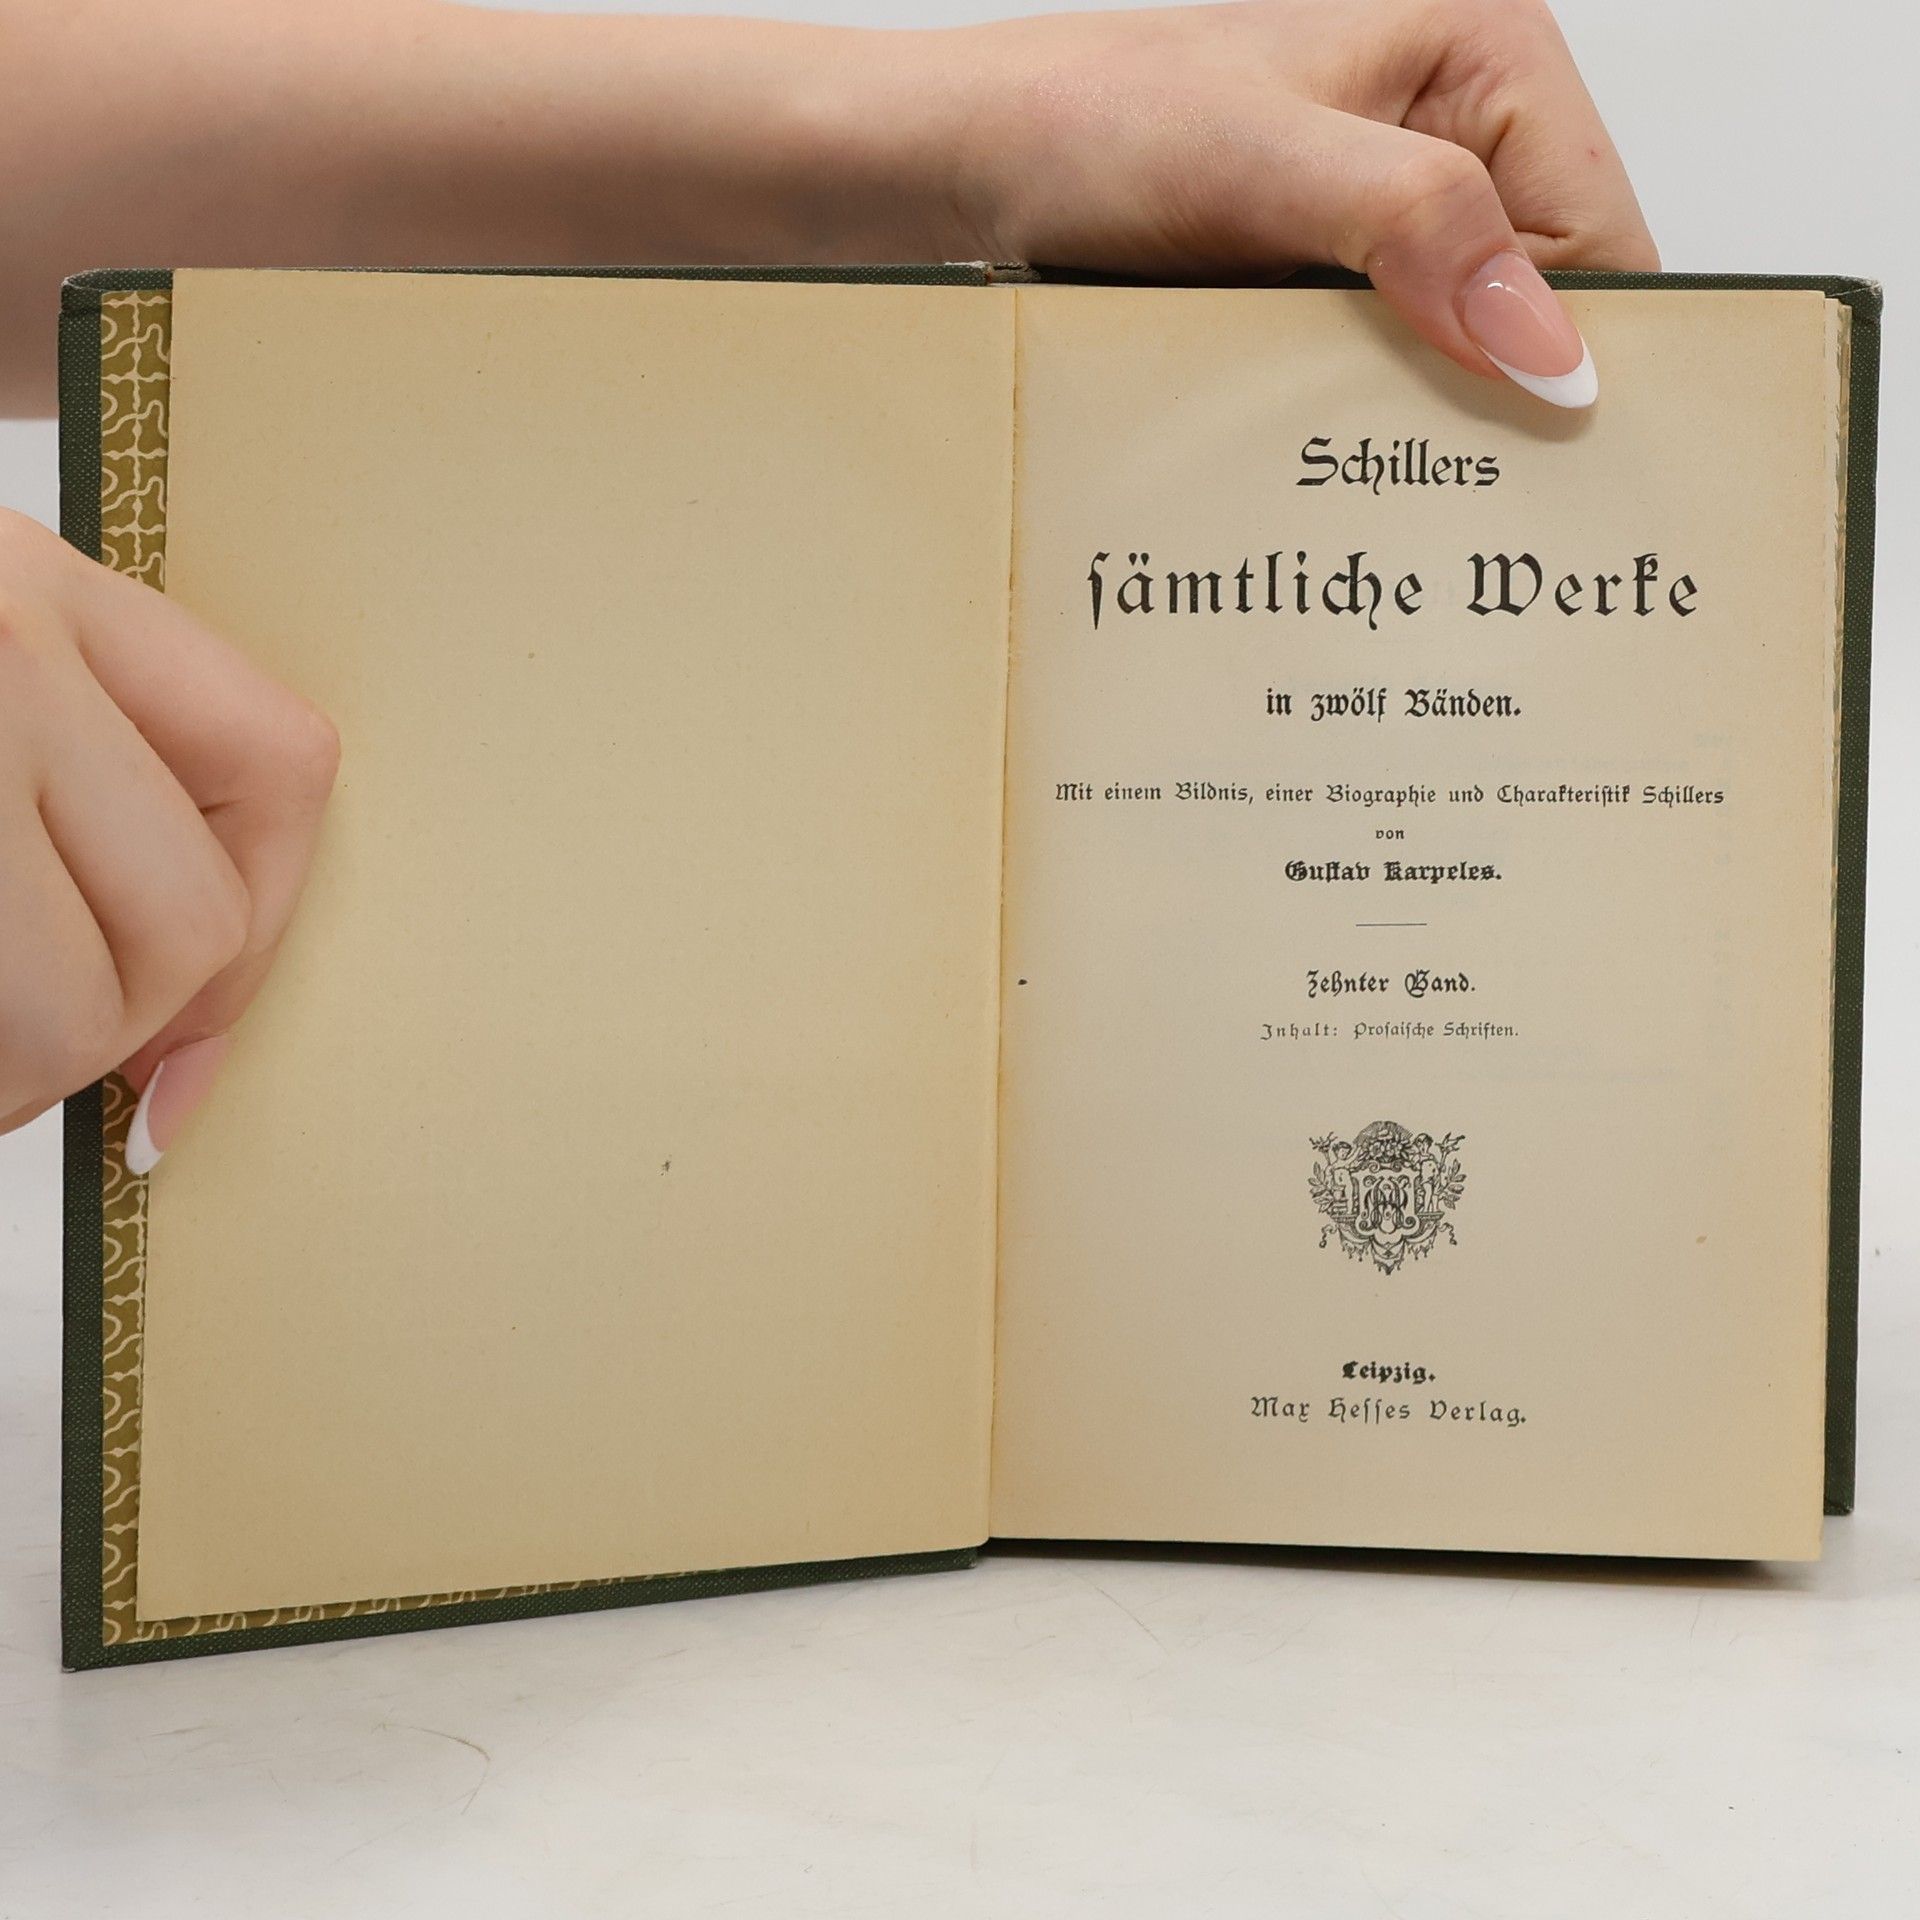 Schillers
sämtliche Werke
in zwölf Bänden.
Mit einem Bildnis, einer Biographie und Charakteristik Schillers
von
Gustav Karpeles.
Zehnter Band.
Inhalt: Prosaische Schriften.
Leipzig.
Max Hesses Verlag.